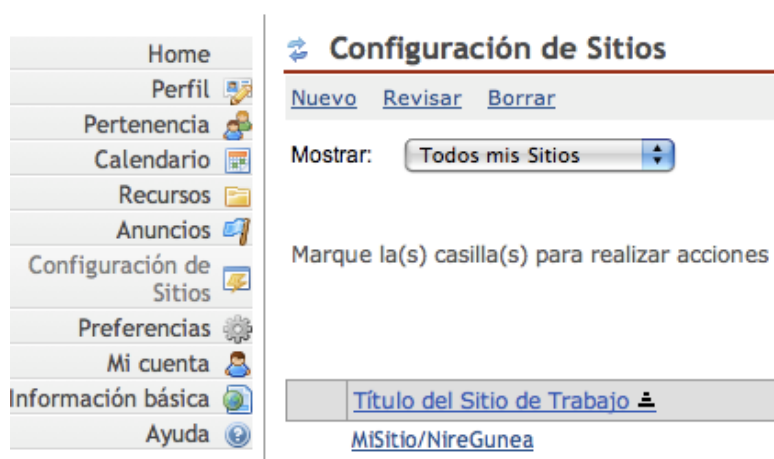 Home
Perfil
Pertenencia
Calendario
Recursos
Anuncios
Configuración de
Sitios
Preferencias
Mi cuenta
Información básica
Ayuda
Configuración de Sitios
Nuevo Revisar Borrar
Mostrar: Todos mis Sitios
Marque la(s) casilla(s) para realizar acciones
Título del Sitio de Trabajo
MiSitio/NireGunea